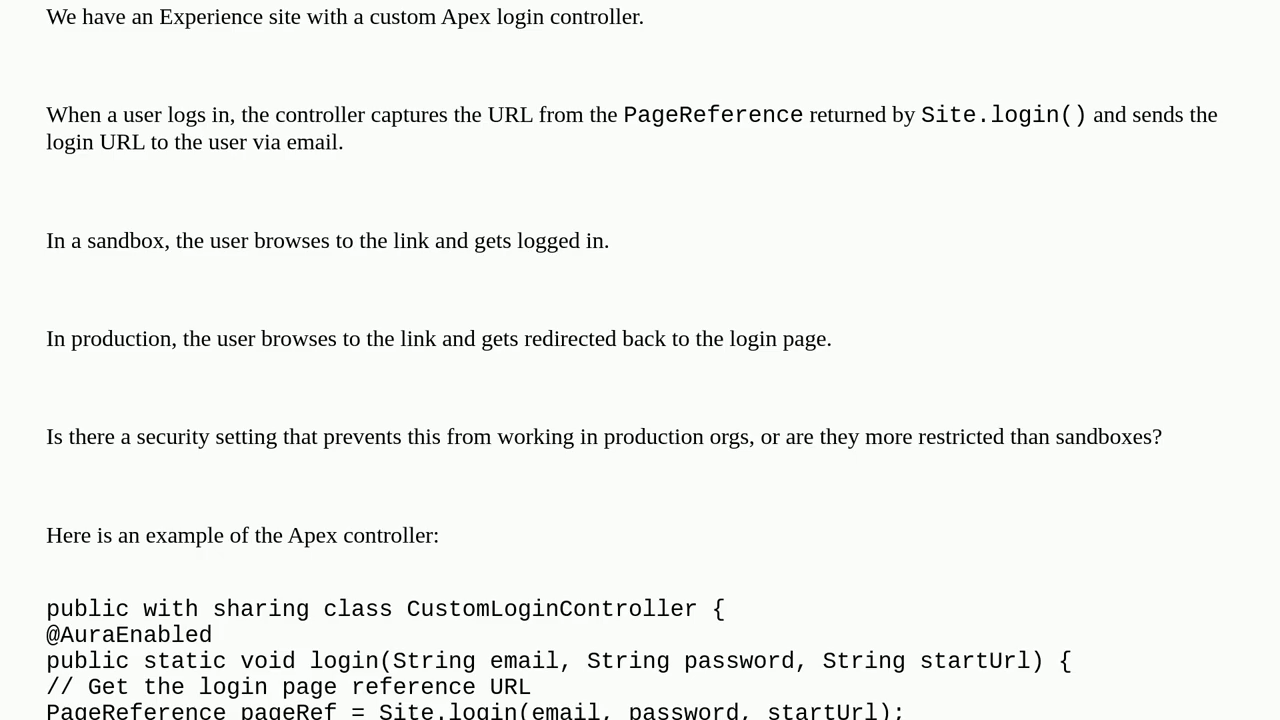 We have an Experience site with a custom Apex login controller.
When a user logs in, the controller captures the URL from the PageReference returned by Site.login() and sends the
login URL to the user via email.
In a sandbox, the user browses to the link and gets logged in.
In production, the user browses to the link and gets redirected back to the login page.
Is there a security setting that prevents this from working in production orgs, or are they more restricted than sandboxes?
Here is an example of the Apex controller:
public with sharing class CustomLoginController {
@AuraEnabled
public static void login(String email, String password, String startUrl) {
// Get the login page reference URL
PageReference pageRef = Site.login(email, password, startUrl);